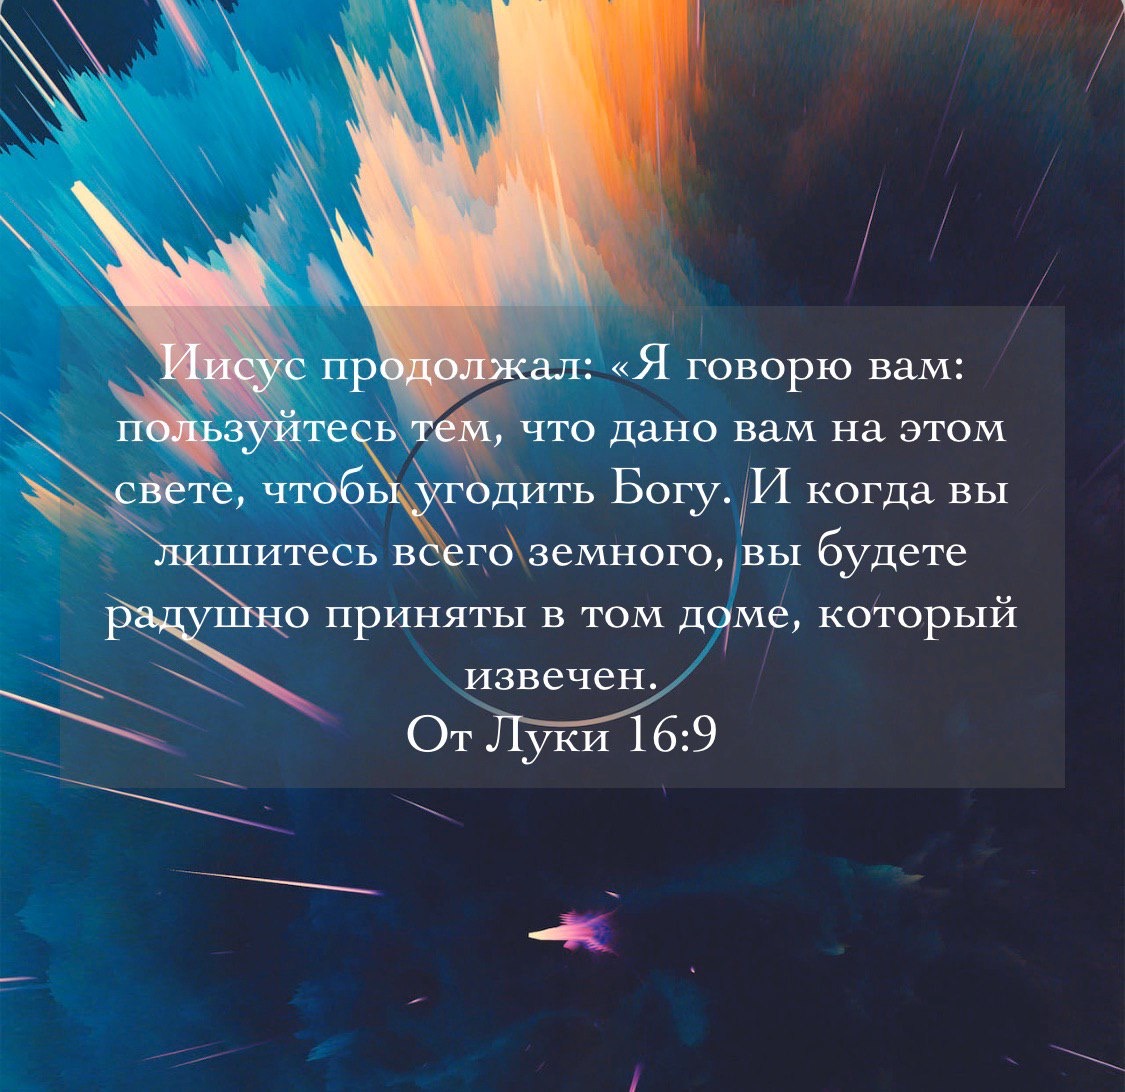 Иисус продолжал: «Я говорю вам:
пользуйтесь тем, что дано вам на этом
свете, чтобы угодить Богу. И когда вы
лишитесь всего земного, вы будете
радушно приняты в том доме, который
извечен.
От Луки 16:9